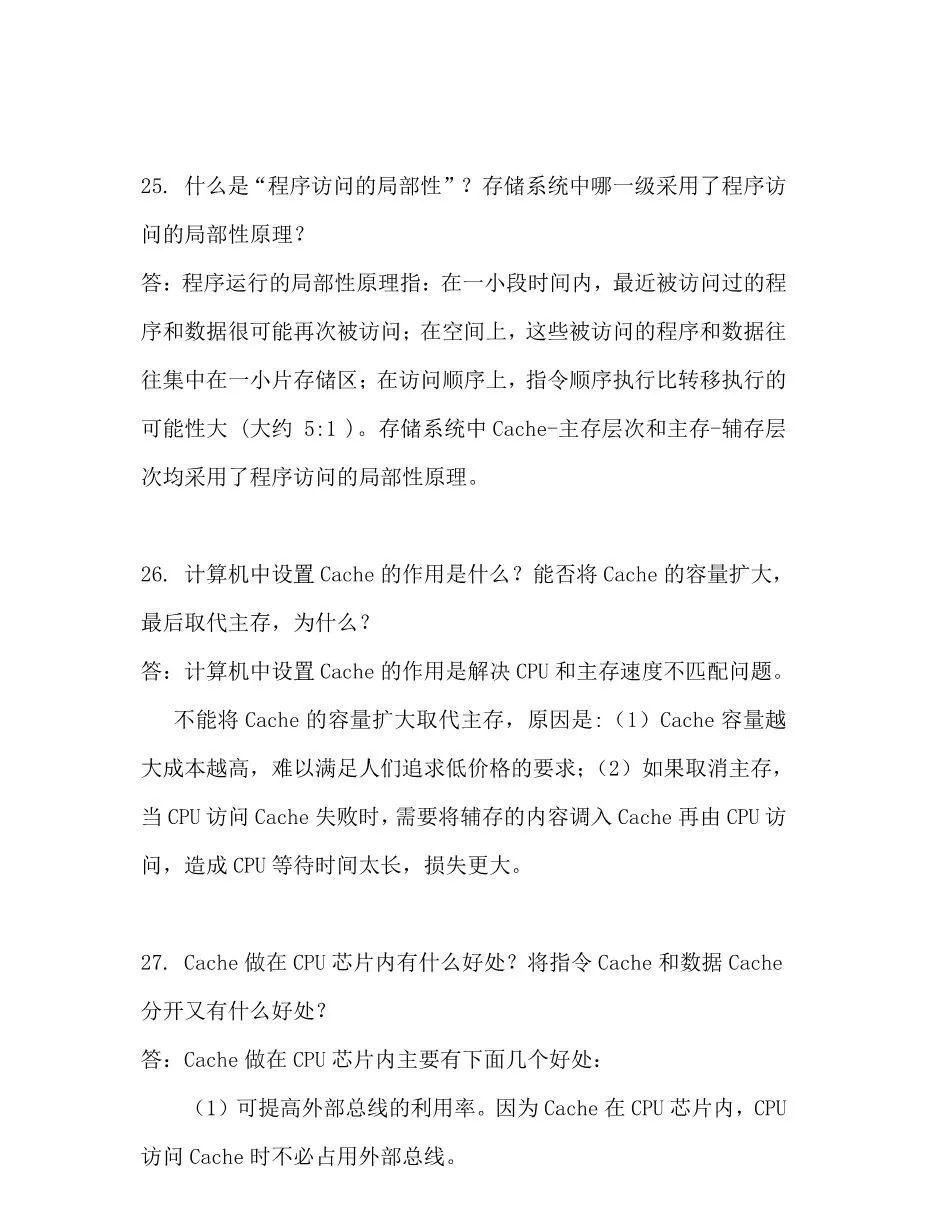 25. 什么是“程序访问的局部性”？存储系统中哪一级采用了程序访
问的局部性原理？
答：程序运行的局部性原理指：在一小段时间内，最近被访问过的程
序和数据很可能再次被访问；在空间上，这些被访问的程序和数据往
往集中在一小片存储区；在访问顺序上，指令顺序执行比转移执行的
可能性大 (大约 5:1 )。存储系统中 Cache-主存层次和主存-辅存层
次均采用了程序访问的局部性原理。
26. 计算机中设置 Cache 的作用是什么？能否将 Cache 的容量扩大，
最后取代主存，为什么？
答：计算机中设置 Cache 的作用是解决 CPU 和主存速度不匹配问题。
不能将 Cache 的容量扩大取代主存，原因是：（1）Cache 容量越
大成本越高，难以满足人们追求低价格的要求；（2）如果取消主存，
当 CPU 访问 Cache 失败时，需要将辅存的内容调入 Cache 再由 CPU 访
问，造成 CPU 等待时间太长，损失更大。
27. Cache 做在 CPU 芯片内有什么好处？将指令 Cache 和数据 Cache
分开又有什么好处？
答：Cache 做在 CPU 芯片内主要有下面几个好处：
（1）可提高外部总线的利用率。因为 Cache 在 CPU 芯片内，CPU
访问 Cache 时不必占用外部总线。